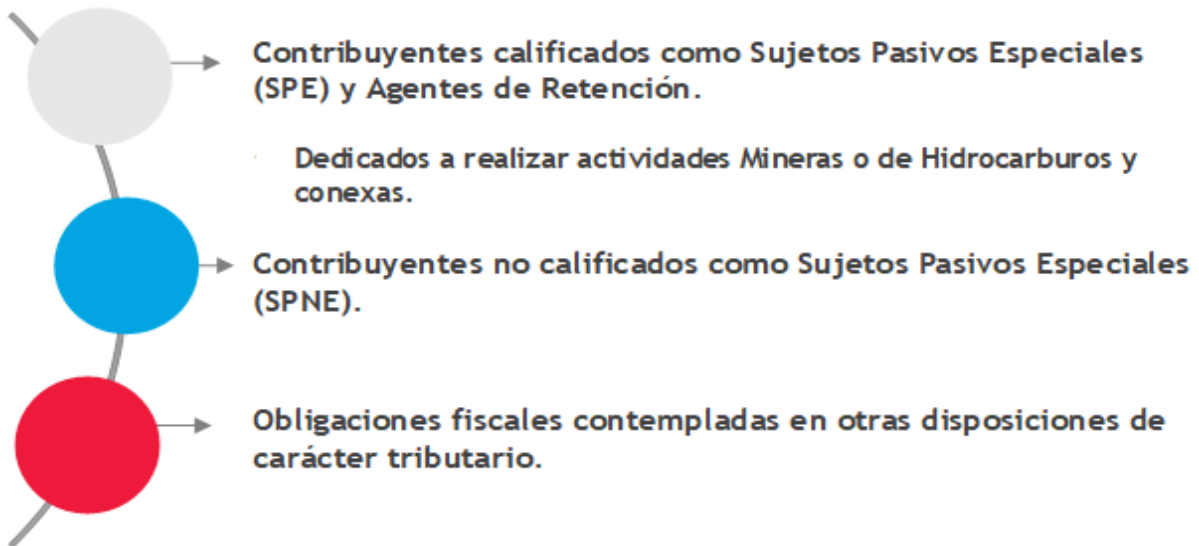 Contribuyentes calificados como Sujetos Pasivos Especiales
(SPE) y Agentes de Retención.
Dedicados a realizar actividades Mineras o de Hidrocarburos y
conexas.
Contribuyentes no calificados como Sujetos Pasivos Especiales
(SPNE).
Obligaciones fiscales contempladas en otras disposiciones de
carácter tributario.